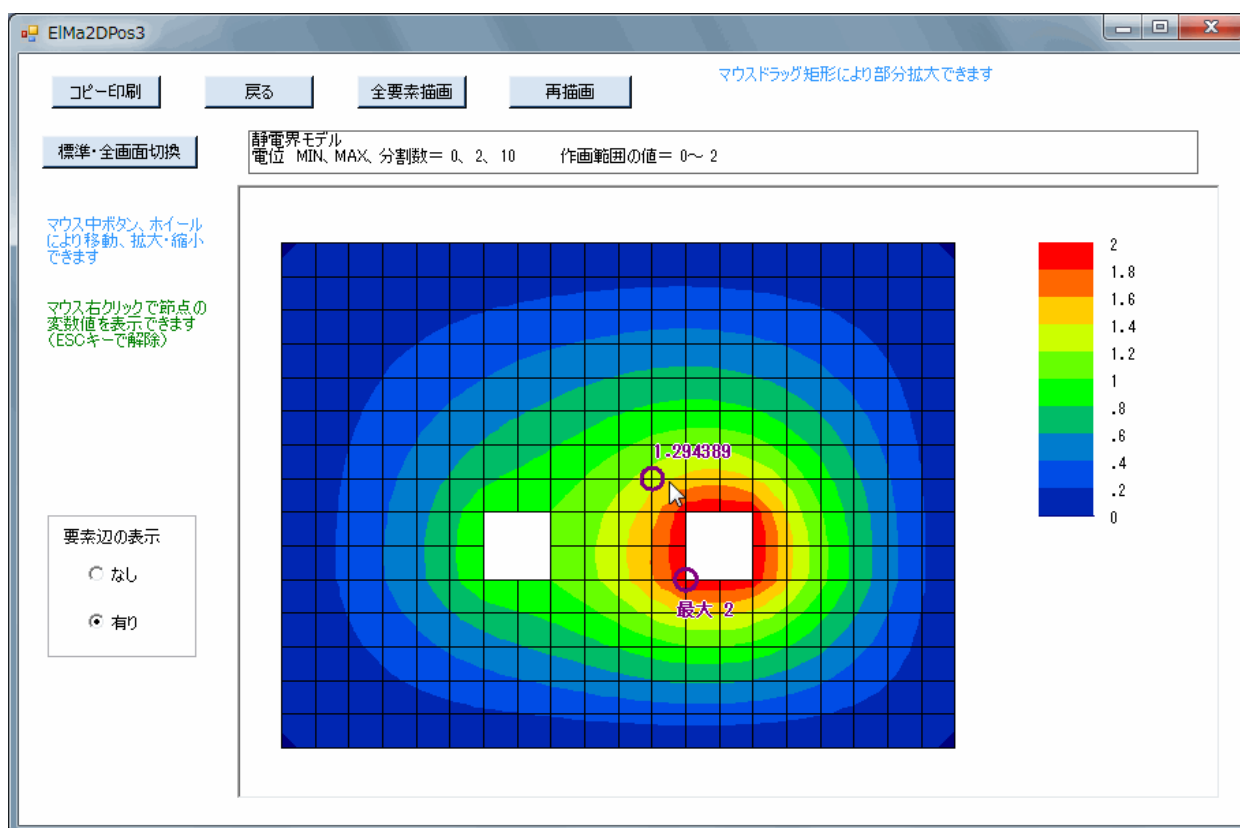 ElMa2DPos3
コピー印刷
戻る
全要素描画
再描画
マウスドラッグ矩形により部分拡大できます
標準・全画面切換
静電界モデル
電位 MIN、MAX、分割数＝ 0、2、10 作画範囲の値＝ 0～ 2
マウス中ボタン、ホイール
により移動、拡大・縮小
できます
マウス右クリックで節点の
変数値を表示できます
（ESCキーで解除）
要素辺の表示
なし
有り
1.294389
最大 2
2
1.8
1.6
1.4
1.2
1
.8
.6
.4
.2
0